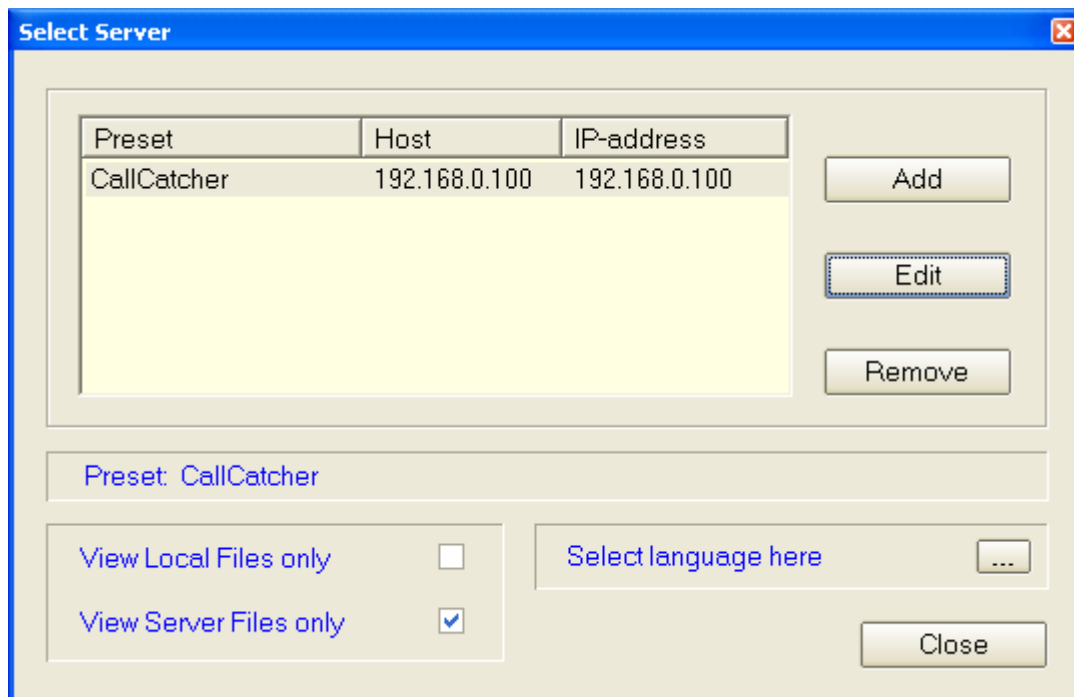 Select Server
Preset Host IP-address
CallCatcher 192.168.0.100 192.168.0.100
Add
Edit
Remove
Preset: CallCatcher
View Local Files only
View Server Files only
Select language here
...
Close